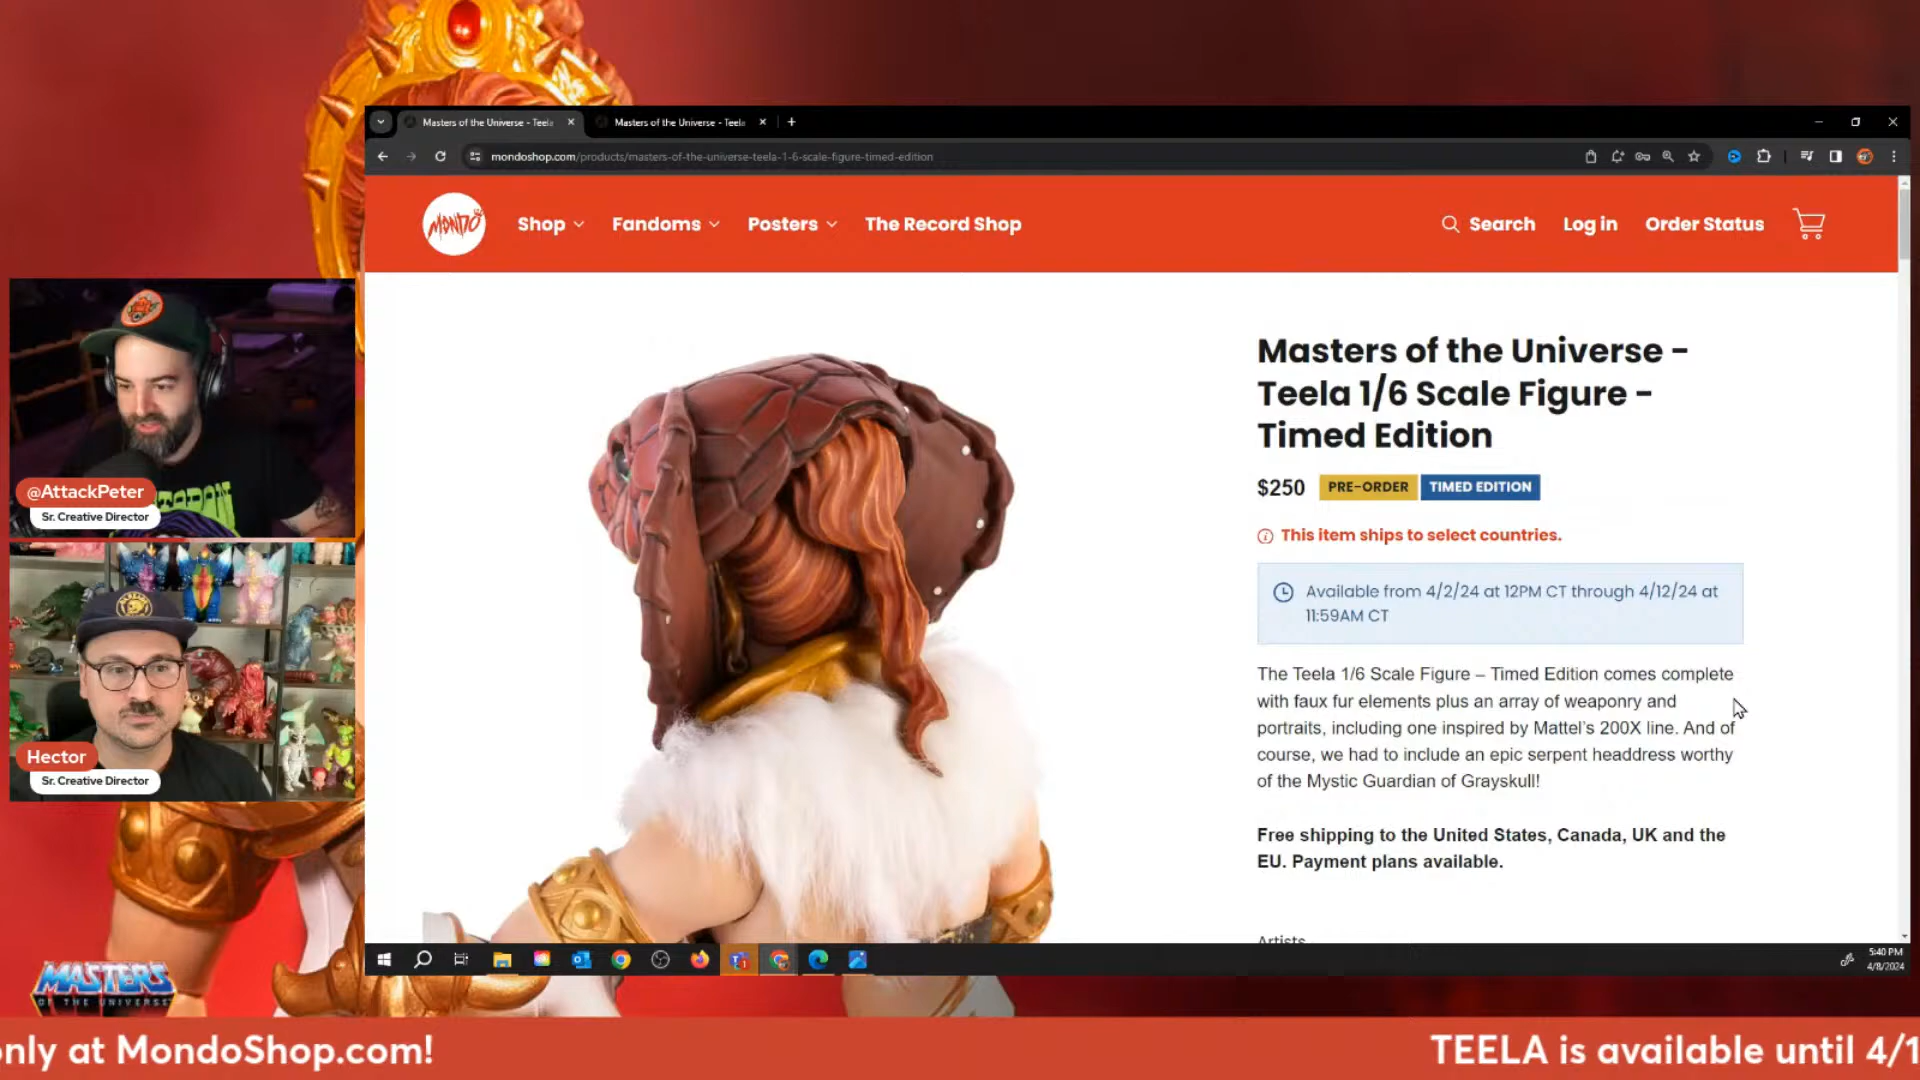 Masters of the Universe - Teela
Masters of the Universe - Teela
mondoshop.com/products/masters-of-the-universe-teela-1-6-scale-figure-timed-edition
MONDO
Shop
Fandoms
Posters
The Record Shop
Search
Log in
Order Status
Masters of the Universe -
Teela 1/6 Scale Figure -
Timed Edition
$250
PRE-ORDER
TIMED EDITION
This item ships to select countries.
Available from 4/2/24 at 12PM CT through 4/12/24 at
11:59AM CT
The Teela 1/6 Scale Figure – Timed Edition comes complete
with faux fur elements plus an array of weaponry and
portraits, including one inspired by Mattel's 200X line. And of
course, we had to include an epic serpent headdress worthy
of the Mystic Guardian of Grayskull!
Free shipping to the United States, Canada, UK and the
EU. Payment plans available.
Artists
@AttackPeter
Sr. Creative Director
Hector
Sr. Creative Director
5:40 PM
4/8/2024
MASTERS
OF THE UNIVERSE
only at MondoShop.com!
TEELA is available until 4/1